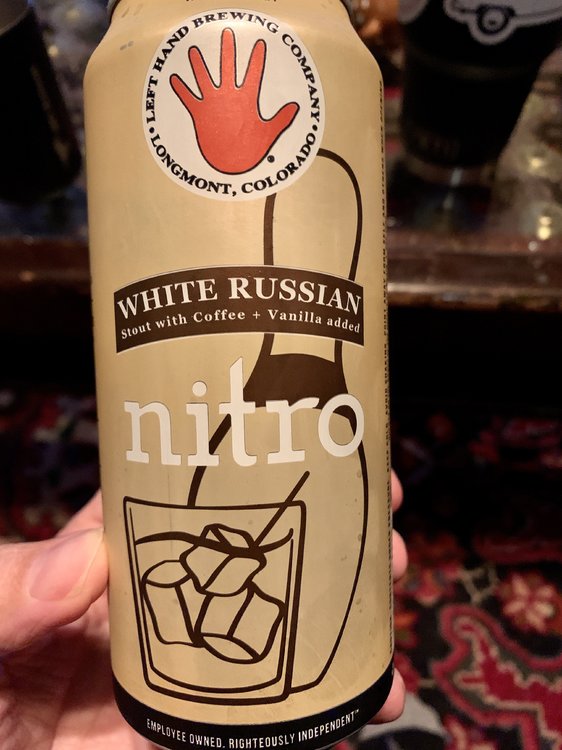 LEFT HAND BREWING COMPANY
• LONGMONT, COLORADO •
WHITE RUSSIAN
Stout with Coffee + Vanilla added
nitro
EMPLOYEE OWNED. RIGHTEOUSLY INDEPENDENT™